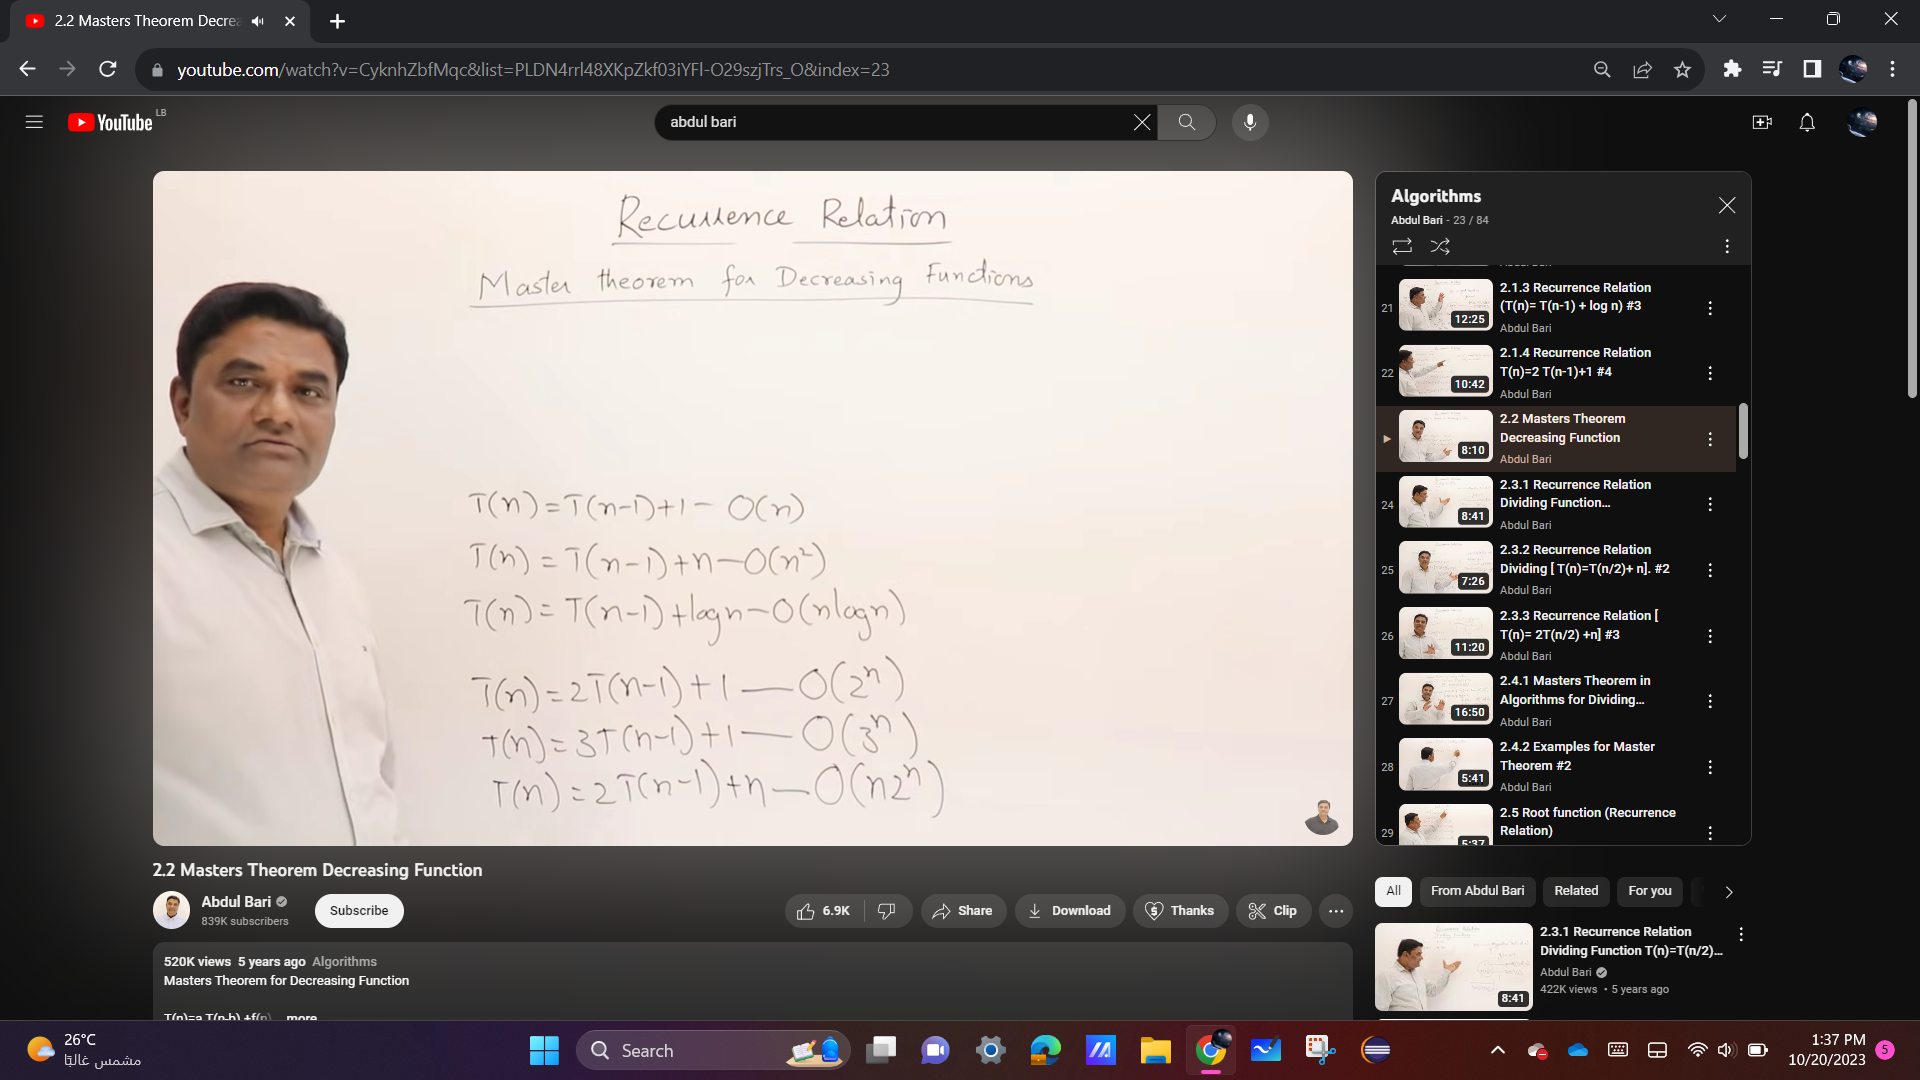 2.2 Masters Theorem Decrea
youtube.com/watch?v=CyknhZbfMqc&list=PLDN4rrl48XKpZkf03iYFl-O29szjTrs_O&index=23
YouTube LB
abdul bari
Recurrence Relation
Master theorem for Decreasing Functions
T(n)=T(n-1)+1 — O(n)
T(n) = T(n-1)+n — O(n²)
T(n) = T(n-1)+logn — O(nlogn)
T(n)=2T(n-1)+1 — O(2ⁿ)
T(n)=3T(n-1)+1 — O(3ⁿ)
T(n)=2T(n-1)+n — O(n2ⁿ)
2.2 Masters Theorem Decreasing Function
Abdul Bari
839K subscribers
Subscribe
6.9K
Share
Download
Thanks
Clip
520K views 5 years ago Algorithms
Masters Theorem for Decreasing Function
T(n)=a T(n-b) +f(n) ...more
Algorithms
Abdul Bari - 23 / 84
21
12:25
2.1.3 Recurrence Relation
(T(n)= T(n-1) + log n) #3
Abdul Bari
22
10:42
2.1.4 Recurrence Relation
T(n)=2 T(n-1)+1 #4
Abdul Bari
8:10
2.2 Masters Theorem
Decreasing Function
Abdul Bari
24
8:41
2.3.1 Recurrence Relation
Dividing Function...
Abdul Bari
25
7:26
2.3.2 Recurrence Relation
Dividing [ T(n)=T(n/2)+ n]. #2
Abdul Bari
26
11:20
2.3.3 Recurrence Relation [
T(n)= 2T(n/2) +n] #3
Abdul Bari
27
16:50
2.4.1 Masters Theorem in
Algorithms for Dividing...
Abdul Bari
28
5:41
2.4.2 Examples for Master
Theorem #2
Abdul Bari
29
5:37
2.5 Root function (Recurrence
Relation)
All
From Abdul Bari
Related
For you
8:41
2.3.1 Recurrence Relation
Dividing Function T(n)=T(n/2)...
Abdul Bari
422K views • 5 years ago
26°C
مشمس غالبًا
Search
1:37 PM
10/20/2023
5